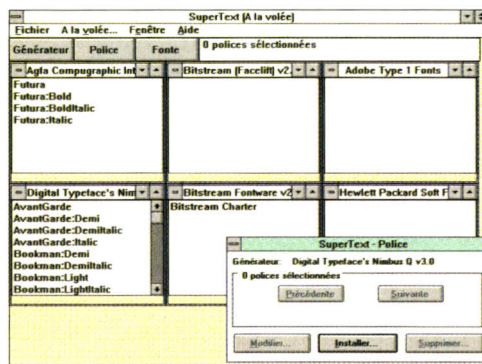 SuperText (A la volée)
Fichier A la volée... Fenêtre Aide
Générateur Police Fonte 0 polices sélectionnées
Agfa Compugraphic Int
Futura
Futura:Bold
Futura:BoldItalic
Futura:Italic
Bitstream (Facelift) v2.
Adobe Type 1 Fonts
Digital Typeface's Nim
AvantGarde
AvantGarde:Demi
AvantGarde:DemiItalic
AvantGarde:Italic
Bookman:Demi
Bookman:DemiItalic
Bookman:Light
Bookman:LightItalic
Bitstream Fontware v2
Bitstream Charter
Hewlett Packard Soft F
SuperText - Police
Générateur: Digital Typeface's Nimbus Q v3.0
0 polices sélectionnées
Précédente Suivante
Modifier... Installer... Supprimer...